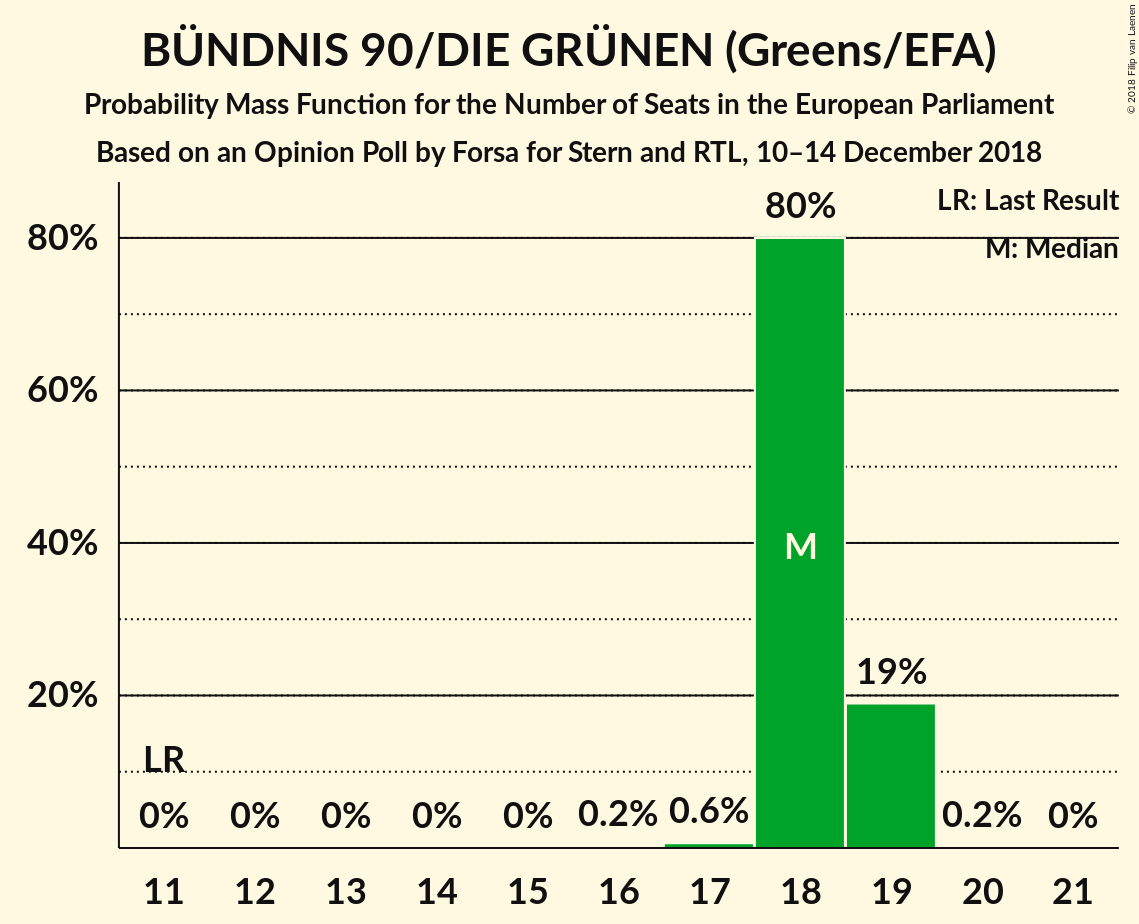 BÜNDNIS 90/DIE GRÜNEN (Greens/EFA)
Probability Mass Function for the Number of Seats in the European Parliament
Based on an Opinion Poll by Forsa for Stern and RTL, 10–14 December 2018
© 2018 Filip van Laenen
LR: Last Result
M: Median
80%
60%
40%
20%
LR
M
0% 0% 0% 0% 0% 0.2% 0.6% 80% 19% 0.2% 0%
11 12 13 14 15 16 17 18 19 20 21